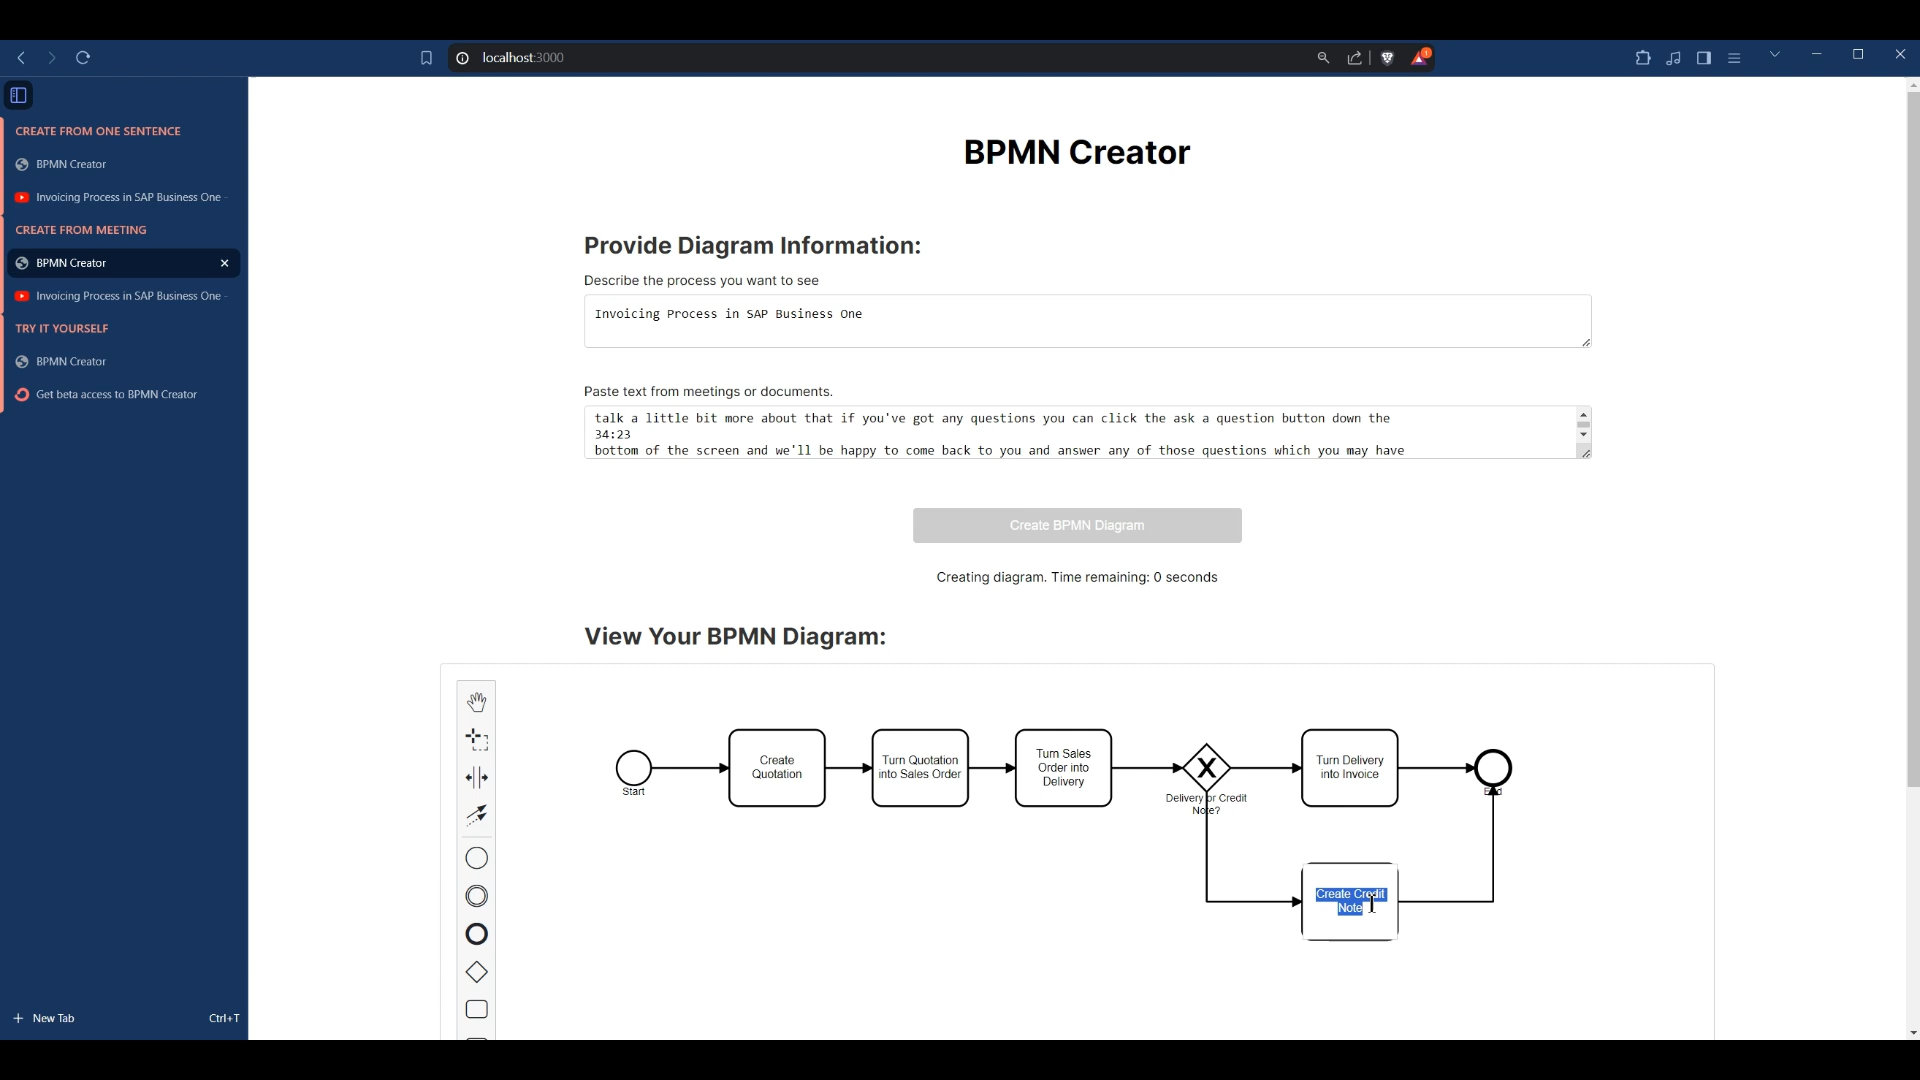 localhost:3000
1
CREATE FROM ONE SENTENCE
BPMN Creator
Invoicing Process in SAP Business One -
CREATE FROM MEETING
BPMN Creator
Invoicing Process in SAP Business One -
TRY IT YOURSELF
BPMN Creator
Get beta access to BPMN Creator
New Tab Ctrl+T
BPMN Creator
Provide Diagram Information:
Describe the process you want to see
Invoicing Process in SAP Business One
Paste text from meetings or documents.
talk a little bit more about that if you've got any questions you can click the ask a question button down the
34:23
bottom of the screen and we'll be happy to come back to you and answer any of those questions which you may have
Create BPMN Diagram
Creating diagram. Time remaining: 0 seconds
View Your BPMN Diagram:
Start
Create
Quotation
Turn Quotation
into Sales Order
Turn Sales
Order into
Delivery
Delivery or Credit
Note?
Turn Delivery
into Invoice
End
Create Credit
Note